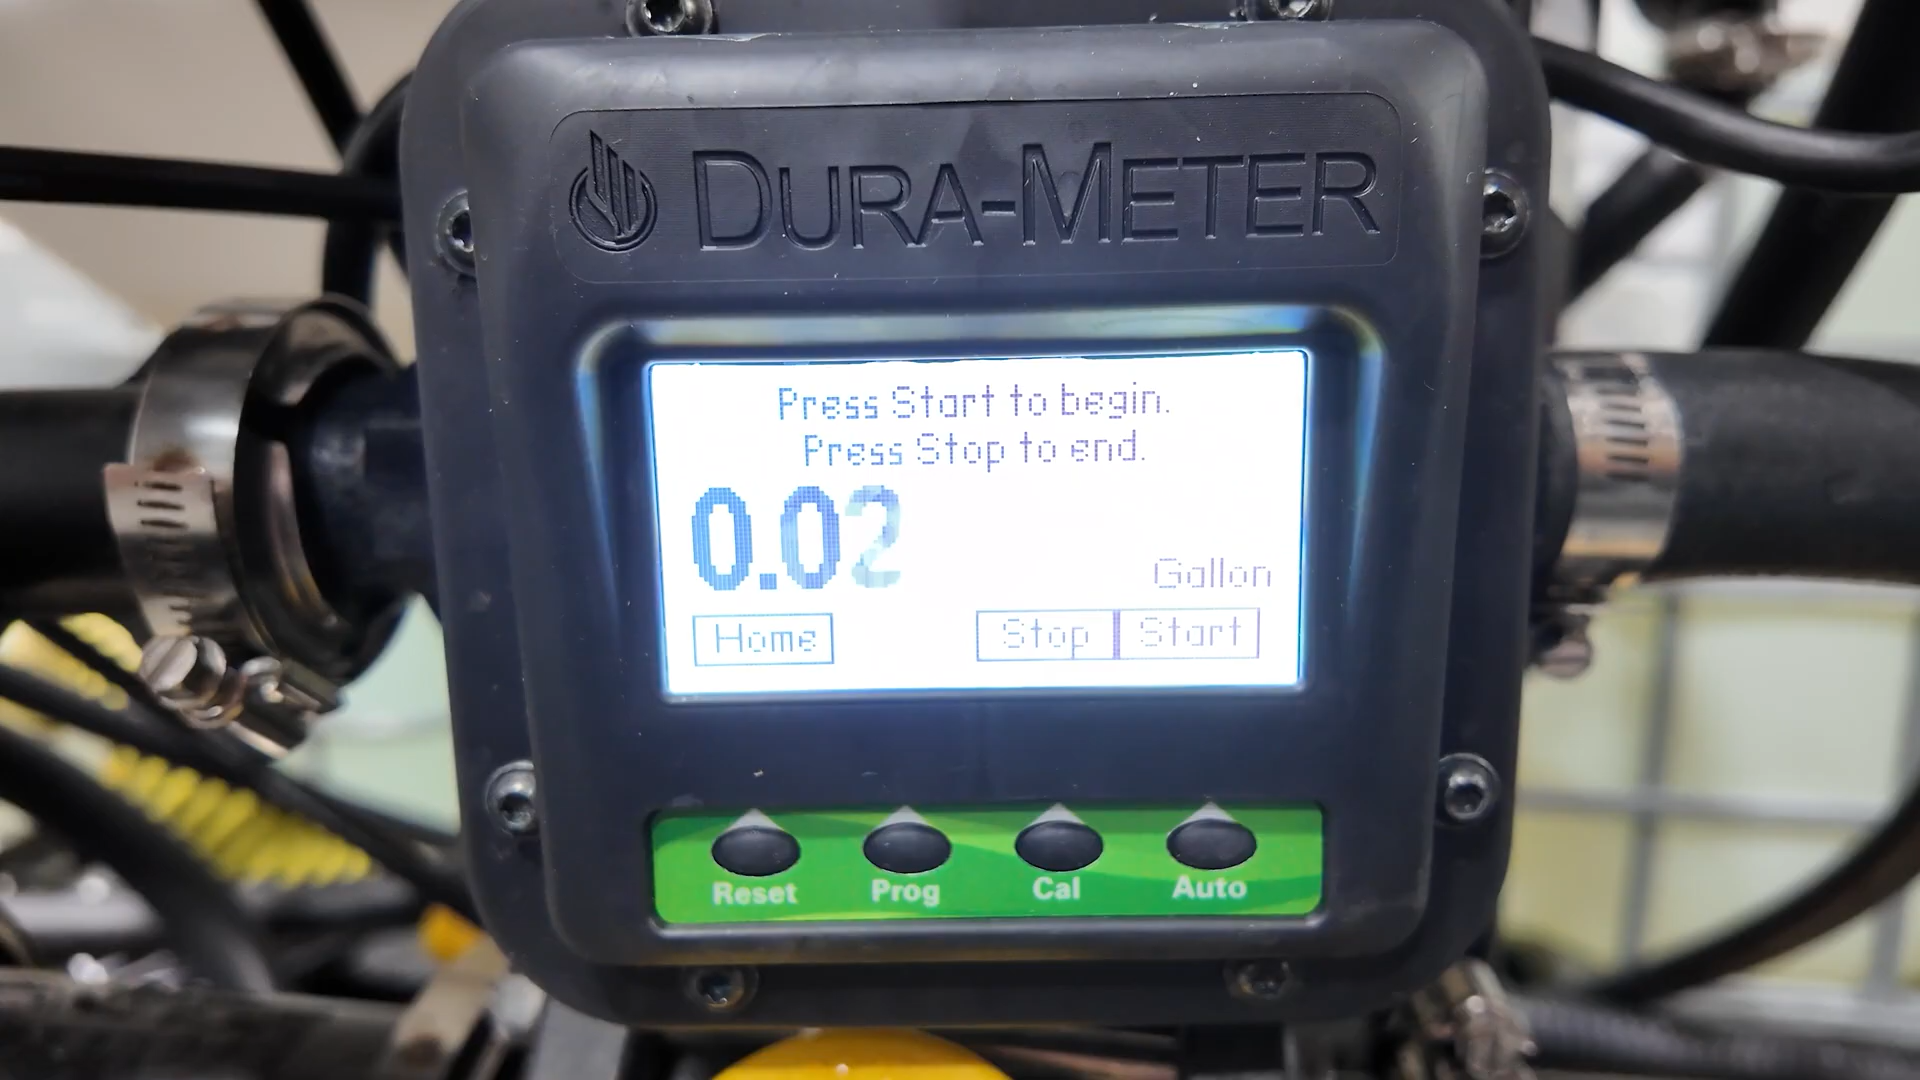 DURA-METER
Press Start to begin.
Press Stop to end.
0.02
Gallon
Home Stop Start
Reset Prog Cal Auto